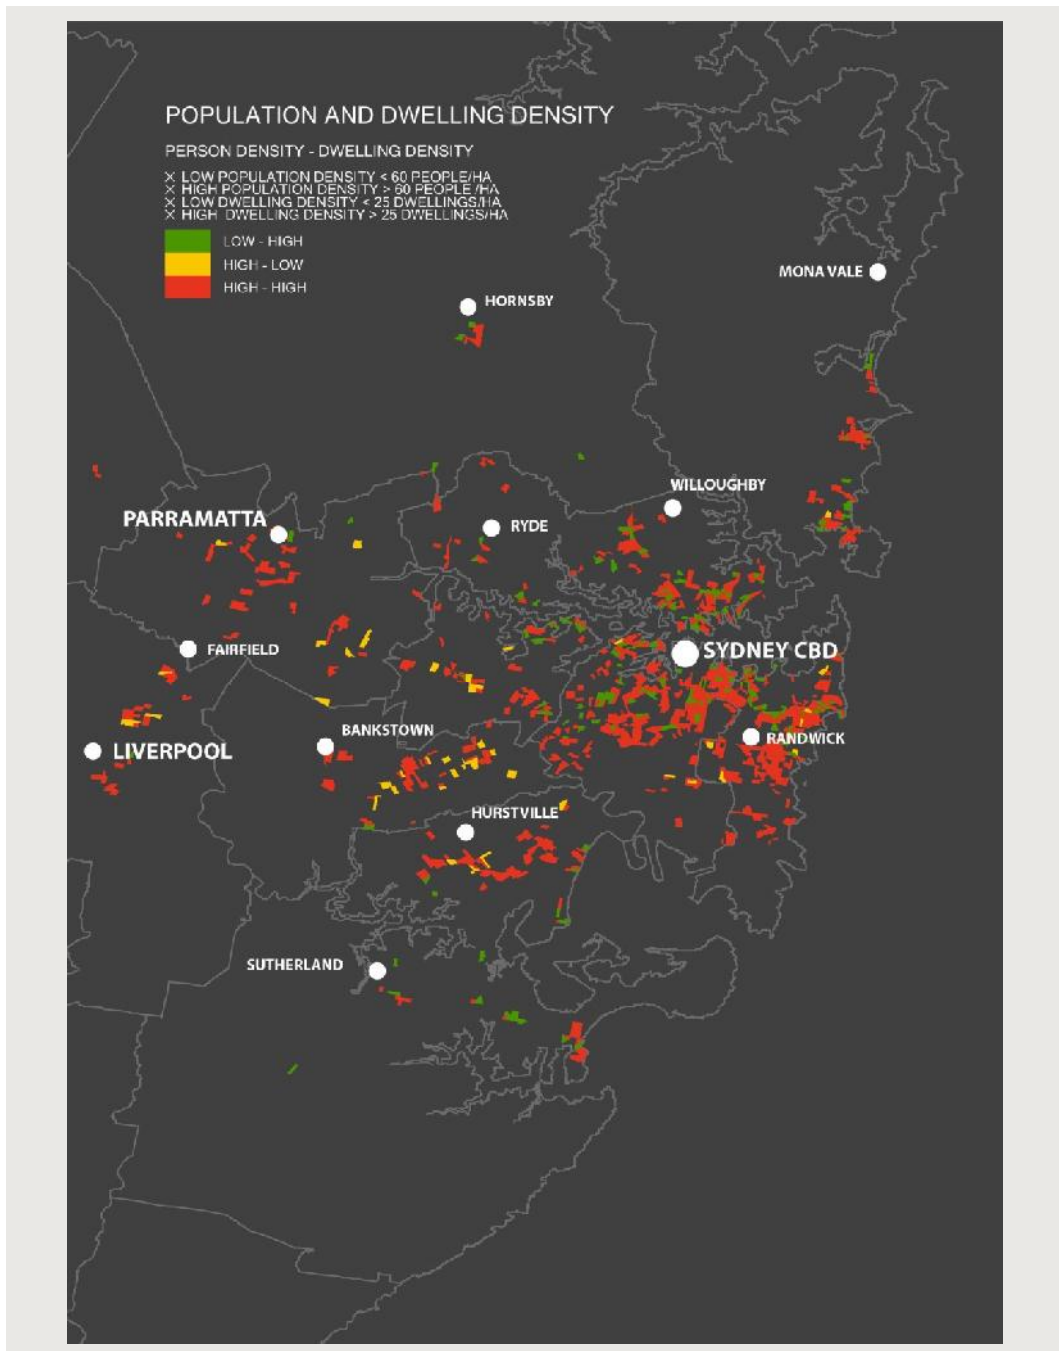 POPULATION AND DWELLING DENSITY
PERSON DENSITY - DWELLING DENSITY
X LOW POPULATION DENSITY < 60 PEOPLE/HA
X HIGH POPULATION DENSITY > 60 PEOPLE /HA
X LOW DWELLING DENSITY < 25 DWELLINGS/HA
X HIGH DWELLING DENSITY > 25 DWELLINGS/HA
LOW - HIGH
HIGH - LOW
HIGH - HIGH
MONA VALE
HORNSBY
WILLOUGHBY
PARRAMATTA
RYDE
FAIRFIELD
SYDNEY CBD
BANKSTOWN
RANDWICK
LIVERPOOL
HURSTVILLE
SUTHERLAND